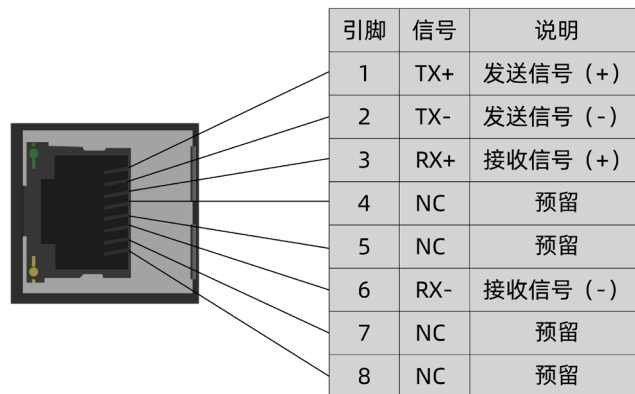 引脚 信号 说明
1 TX+ 发送信号（+）
2 TX- 发送信号（-）
3 RX+ 接收信号（+）
4 NC 预留
5 NC 预留
6 RX- 接收信号（-）
7 NC 预留
8 NC 预留